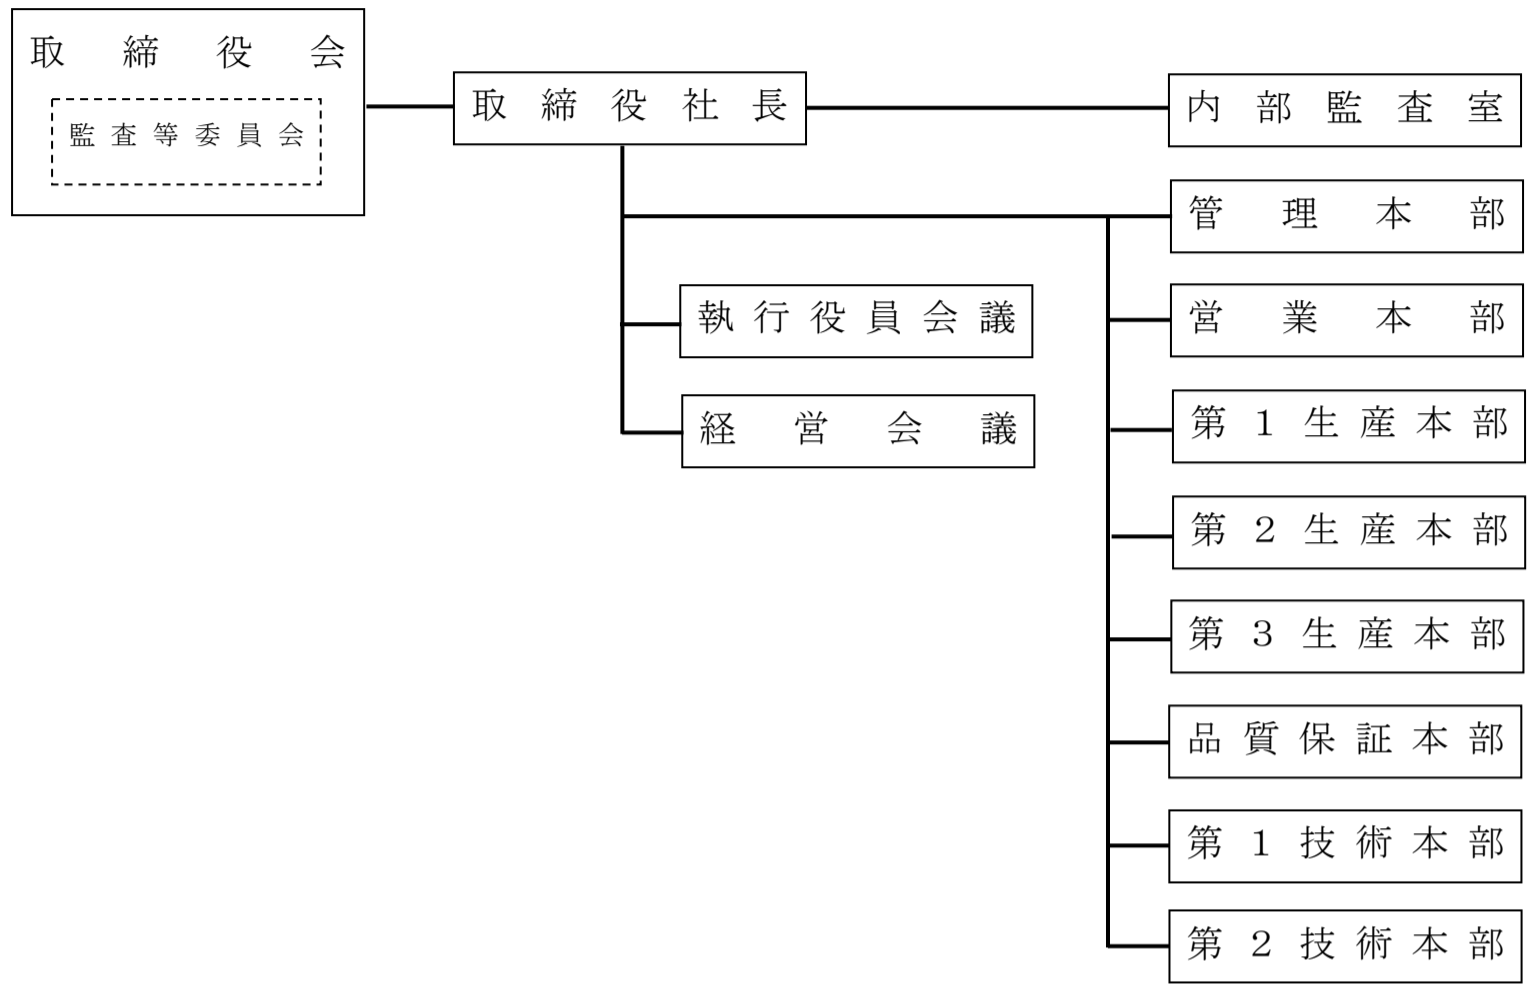 取締役会
監査等委員会
取締役社長
内部監査室
管理本部
営業本部
執行役員会議
経営会議
第１生産本部
第２生産本部
第３生産本部
品質保証本部
第１技術本部
第２技術本部